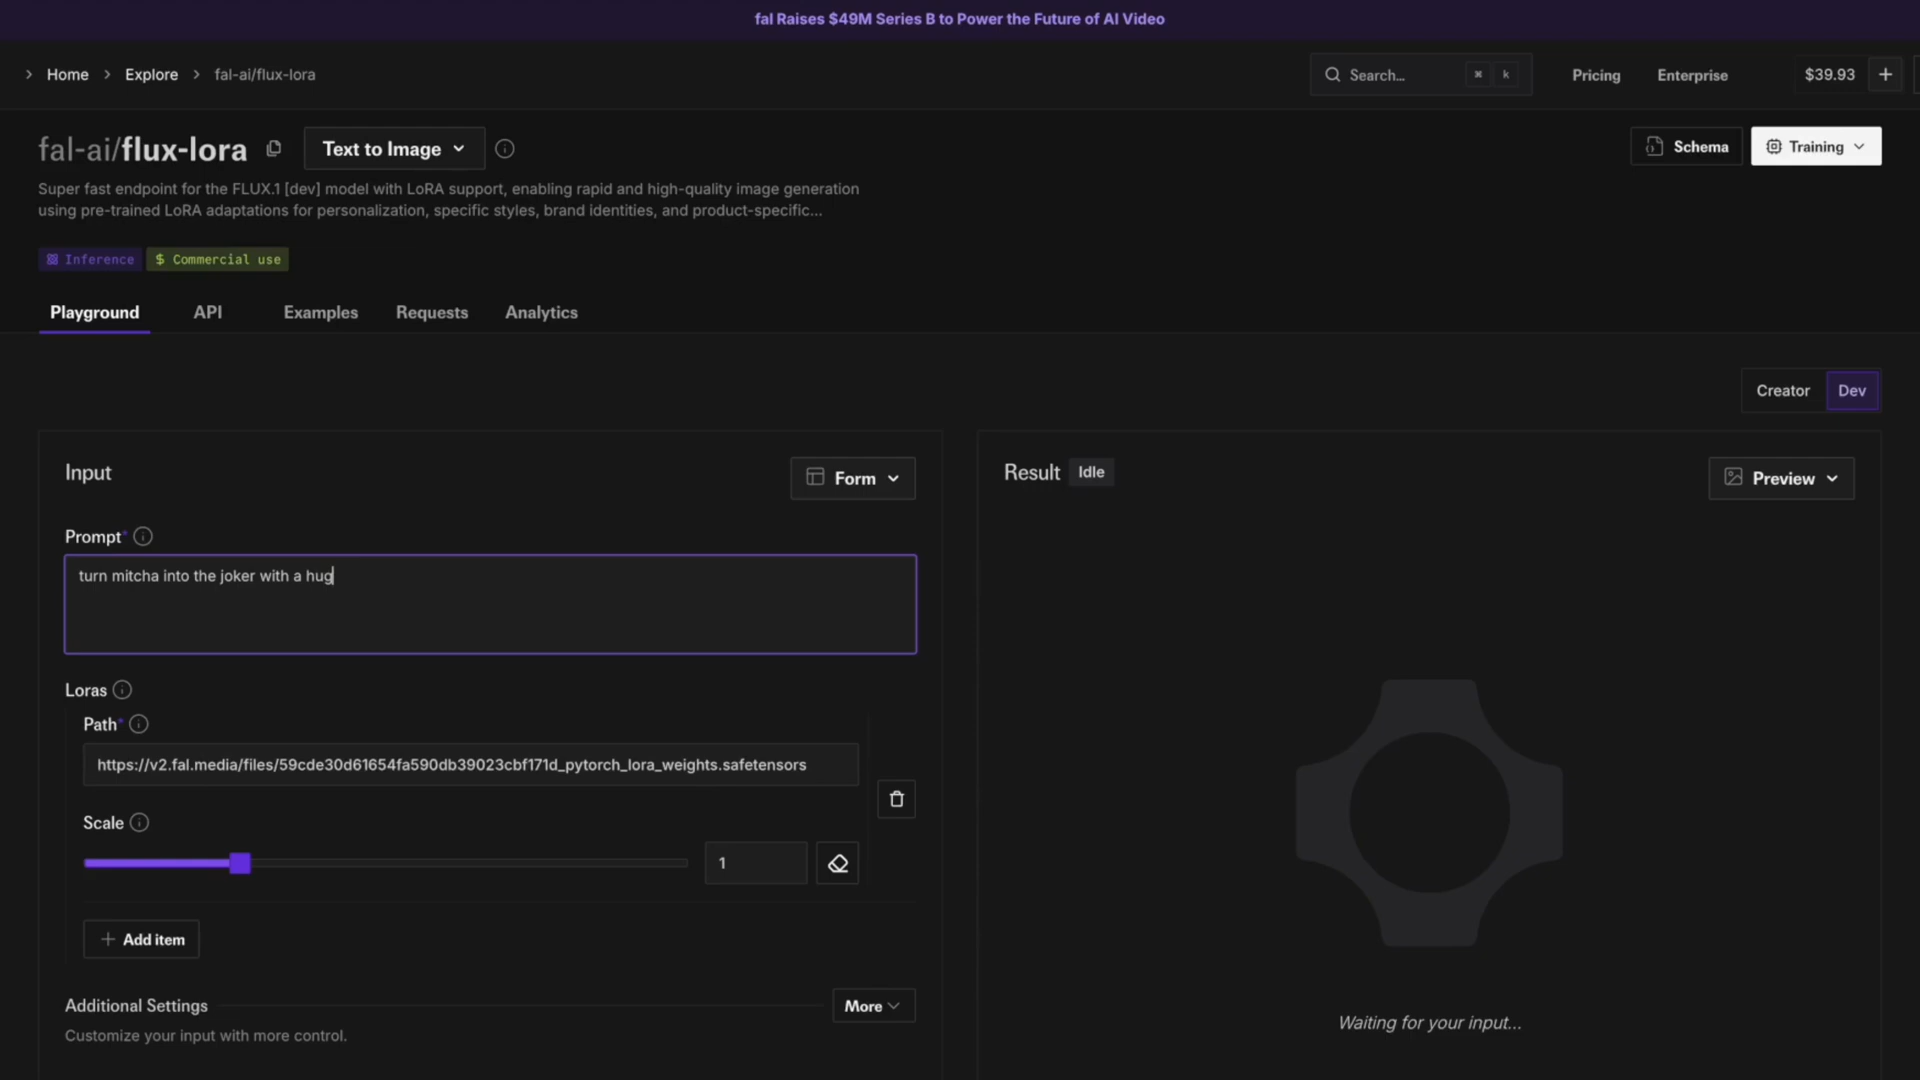 fal Raises $49M Series B to Power the Future of AI Video
Home
Explore
fal-ai/flux-lora
Search...
⌘ k
Pricing
Enterprise
$39.93
fal-ai/flux-lora
Text to Image
Schema
Training
Super fast endpoint for the FLUX.1 [dev] model with LoRA support, enabling rapid and high-quality image generation
using pre-trained LoRA adaptations for personalization, specific styles, brand identities, and product-specific...
Inference
$ Commercial use
Playground
API
Examples
Requests
Analytics
Creator
Dev
Input
Form
Prompt*
turn mitcha into the joker with a hug
Loras
Path*
https://v2.fal.media/files/59cde30d61654fa590db39023cbf171d_pytorch_lora_weights.safetensors
Scale
1
+ Add item
Additional Settings
More
Customize your input with more control.
Result
Idle
Preview
Waiting for your input...